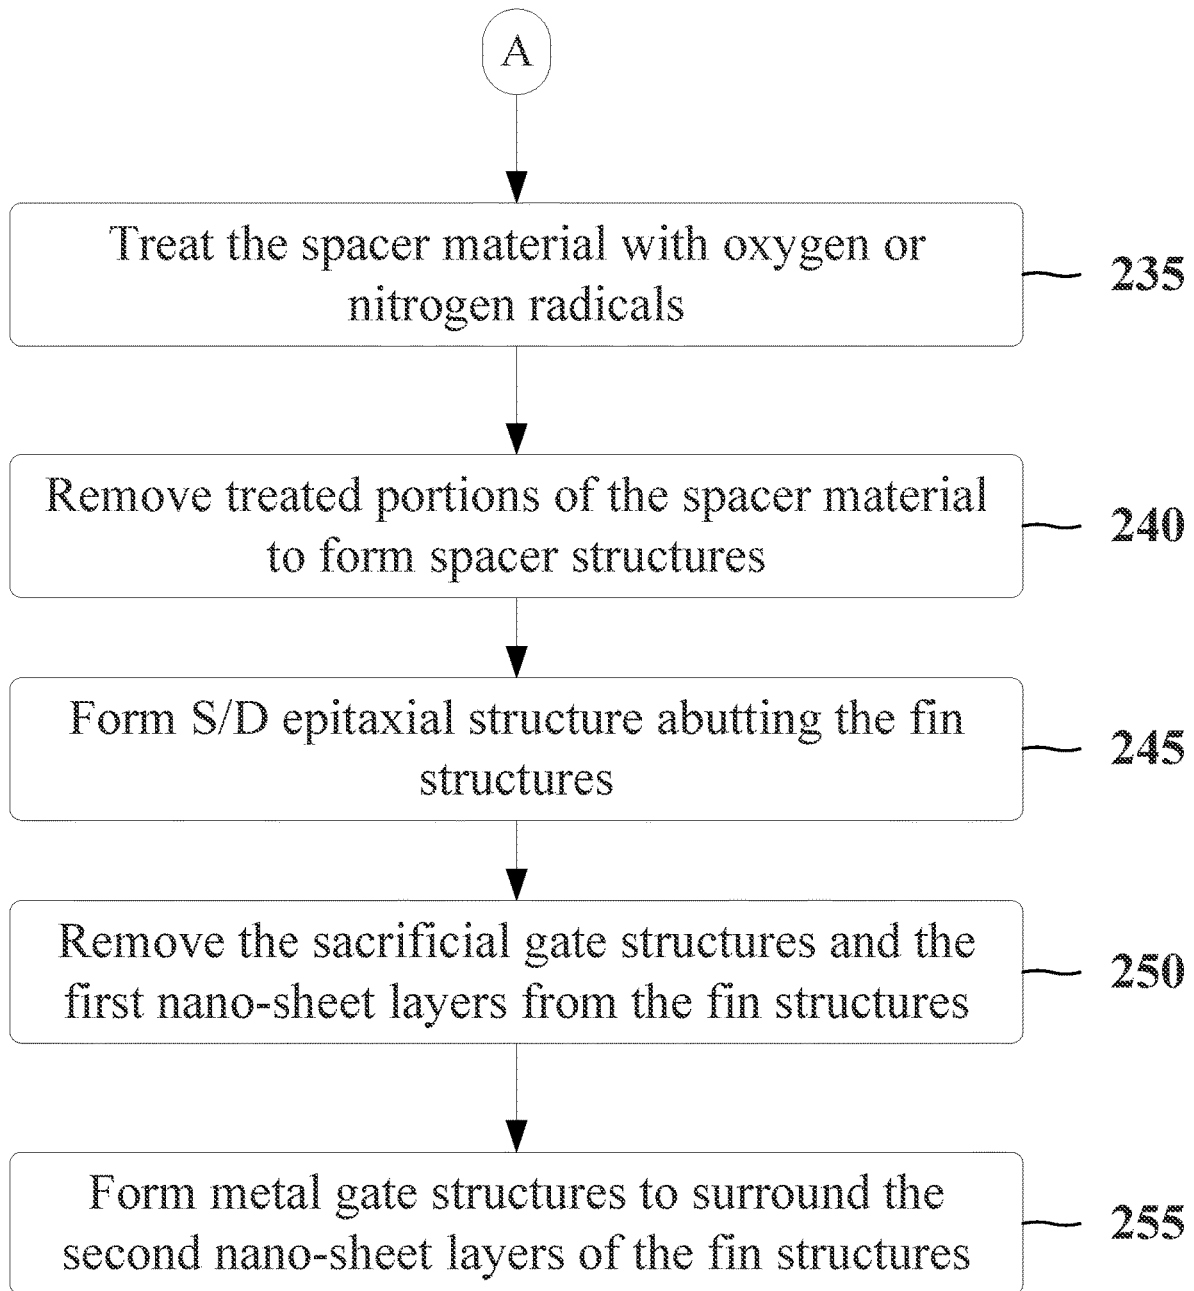 A
Treat the spacer material with oxygen or
nitrogen radicals
235
Remove treated portions of the spacer material
to form spacer structures
240
Form S/D epitaxial structure abutting the fin
structures
245
Remove the sacrificial gate structures and the
first nano-sheet layers from the fin structures
250
Form metal gate structures to surround the
second nano-sheet layers of the fin structures
255